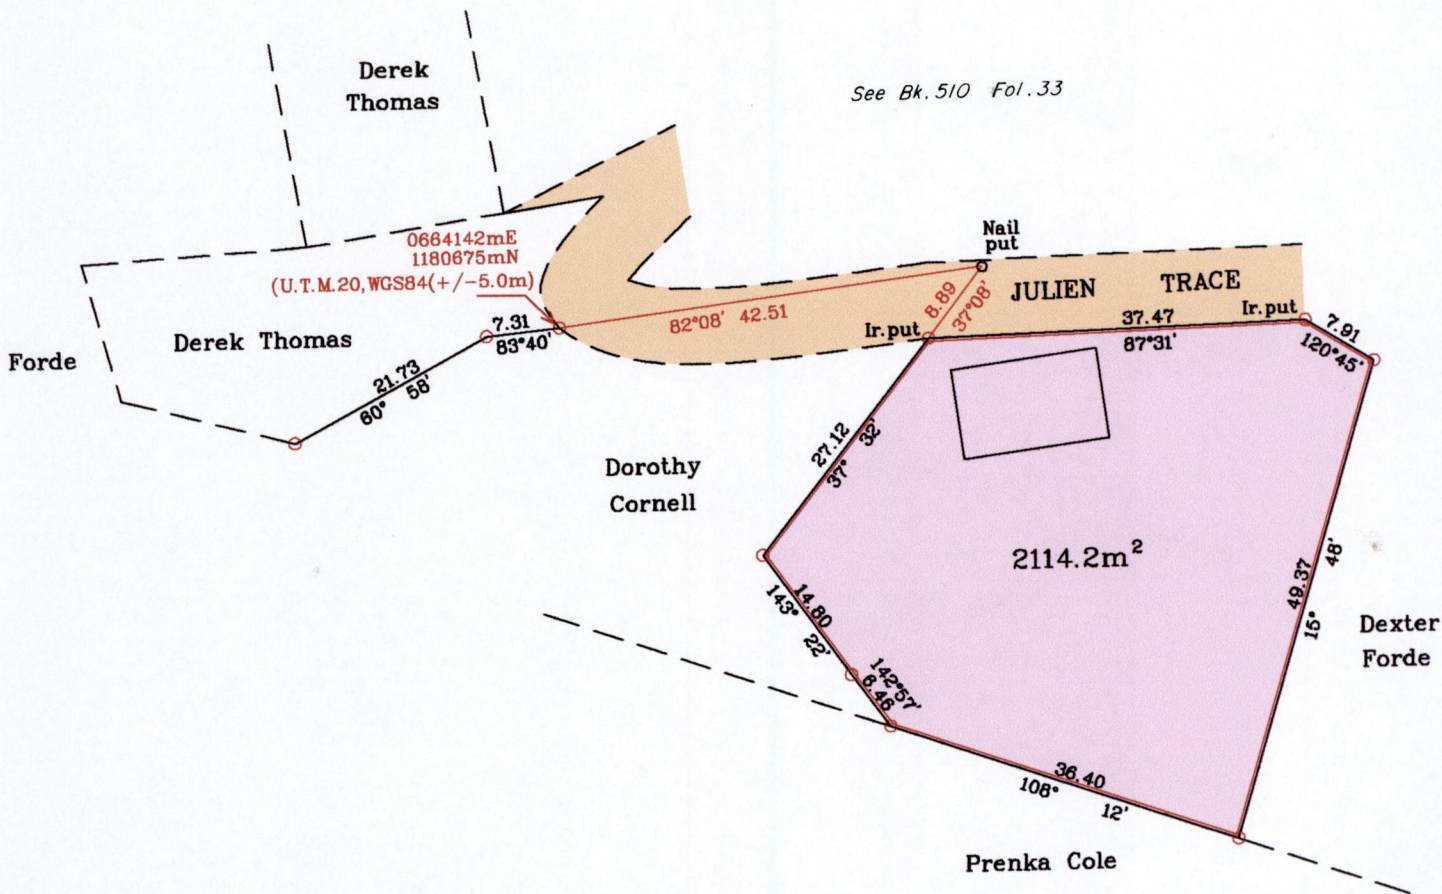 Derek
Thomas
See Bk. 510 Fol. 33
0664142mE
1180675mN
(U.T.M.20,WGS84(+/-5.0m)
Nail
put
JULIEN TRACE
8.89
37°08'
82°08' 42.51
Ir. put
37.47
87°31'
Ir. put
7.91
120°45'
7.31
83°40'
Derek Thomas
Forde
21.73
60° 58'
27.12
37° 32'
Dorothy
Cornell
2114.2m²
14.80
143° 22'
142°57'
6.46
49.37
15° 48'
Dexter
Forde
36.40
108° 12'
Prenka Cole